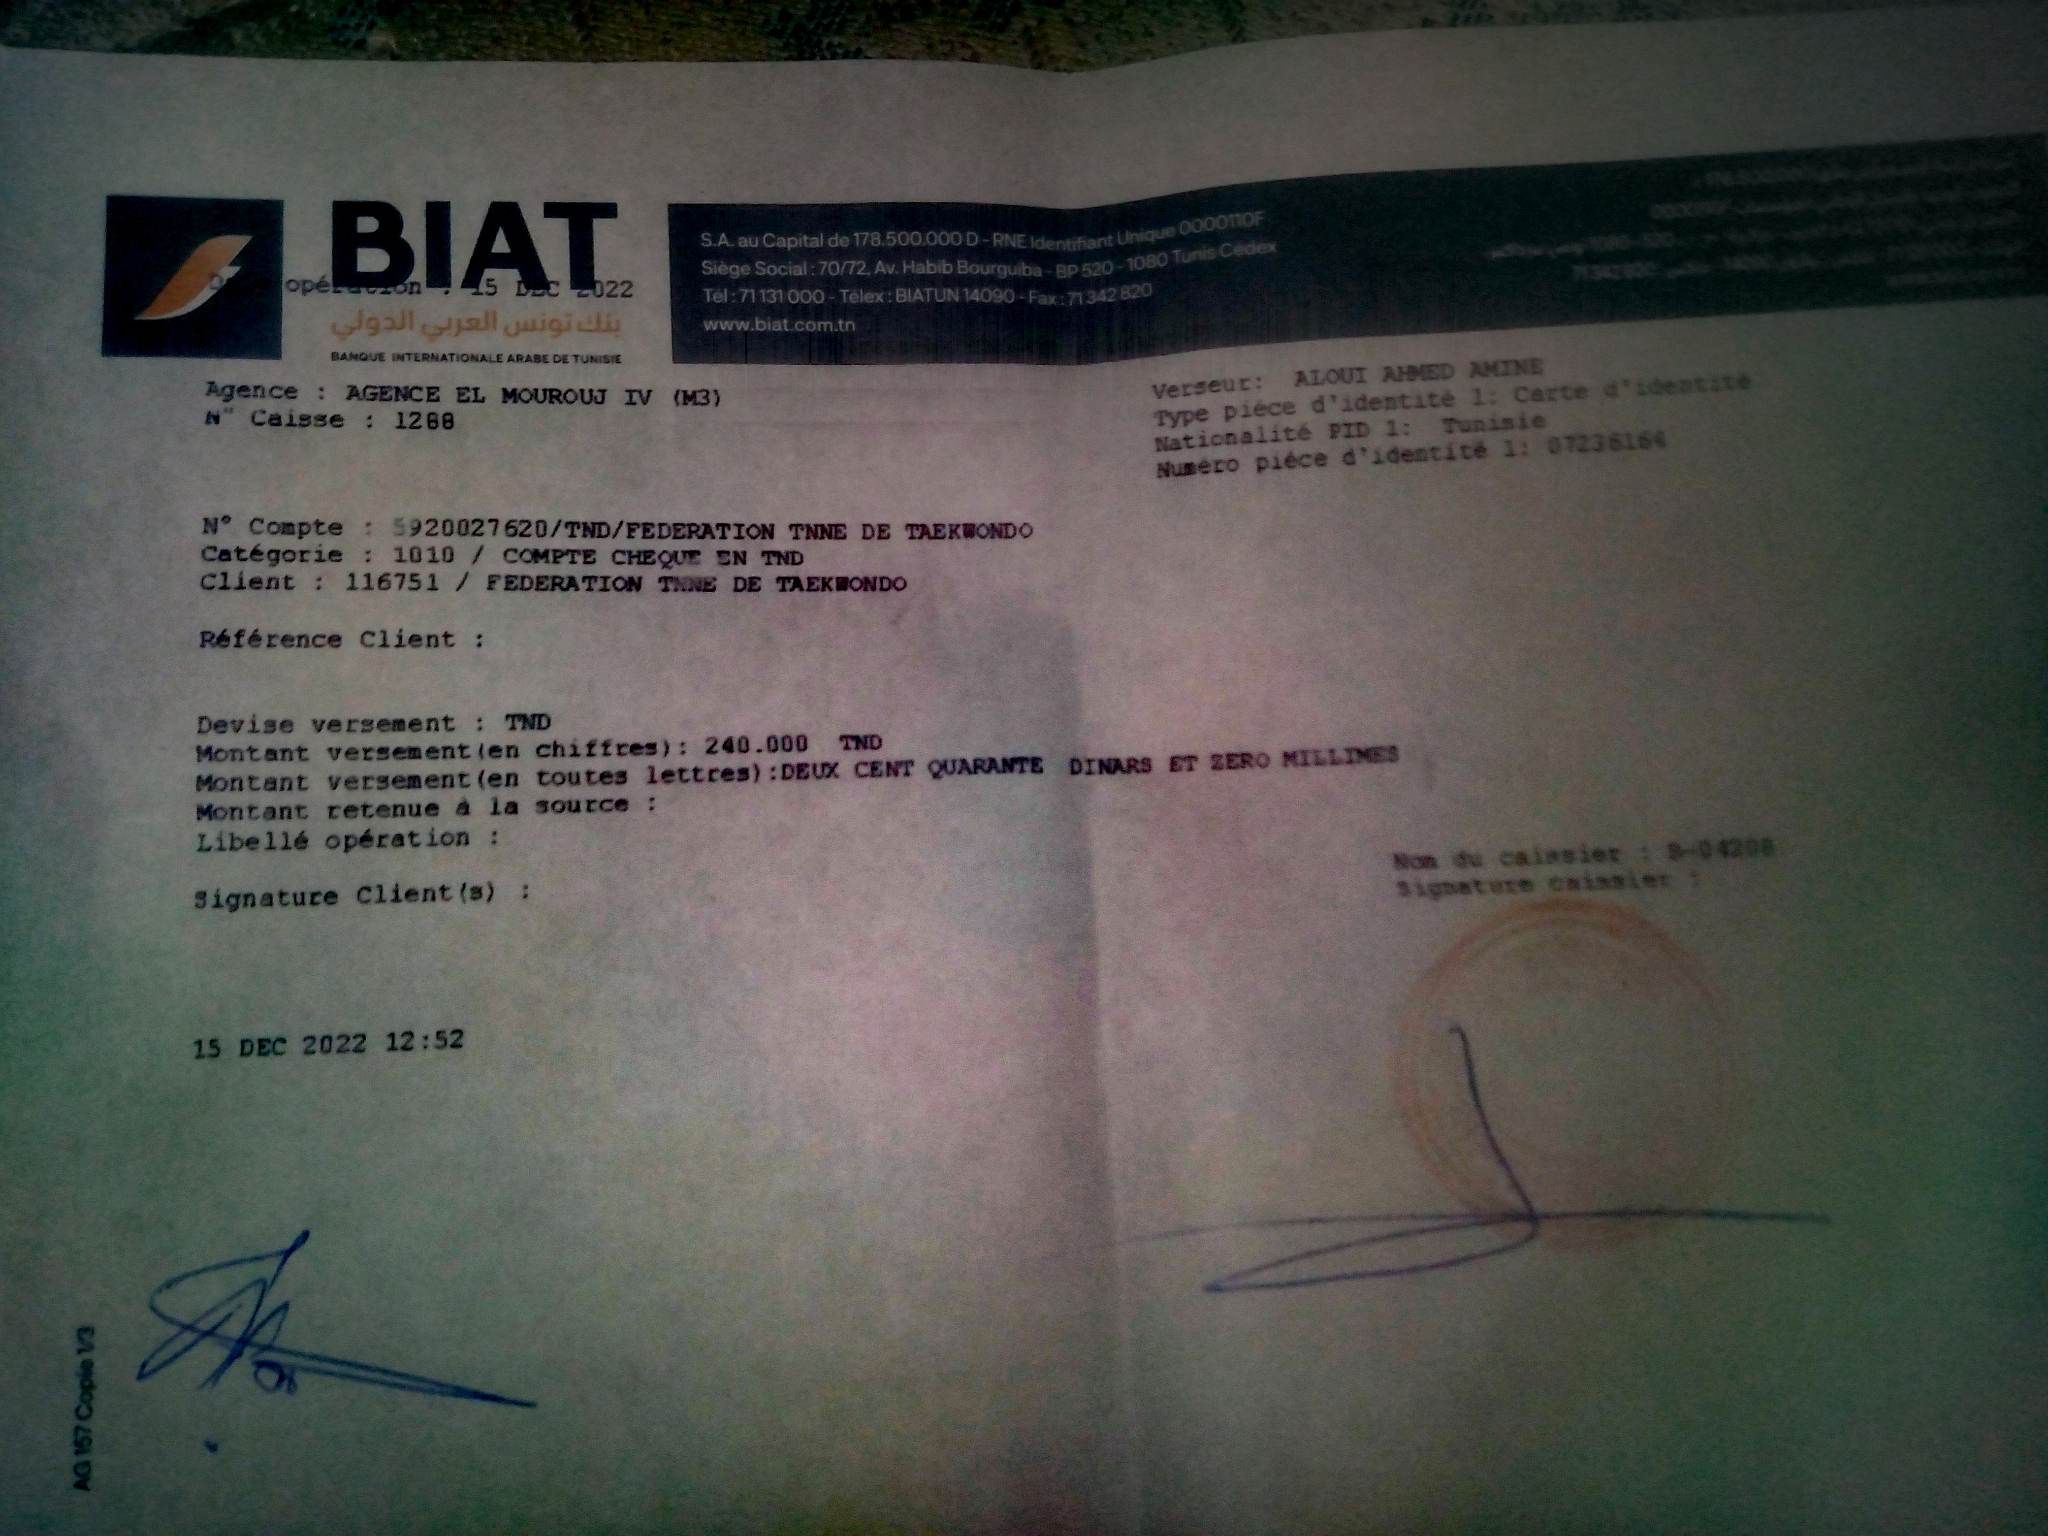 BIAT
opération : 15 DEC 2022
بنك تونس العربي الدولي
BANQUE INTERNATIONALE ARABE DE TUNISIE
S.A. au Capital de 178.500.000 D - RNE Identifiant Unique 0000110F
Siège Social : 70/72, Av. Habib Bourguiba - BP 520 - 1080 Tunis Cedex
Tél : 71 131 000 - Télex : BIATUN 14090 - Fax : 71 342 820
www.biat.com.tn
Agence : AGENCE EL MOUROUJ IV (M3)
N° Caisse : 1288
Verseur: ALOUI AHMED AMINE
Type piéce d'identité 1: Carte d'identité
Nationalité PID 1: Tunisie
Numéro piéce d'identité 1: 07236164
N° Compte : 5920027620/TND/FEDERATION TNNE DE TAEKWONDO
Catégorie : 1010 / COMPTE CHEQUE EN TND
Client : 116751 / FEDERATION TNNE DE TAEKWONDO
Référence Client :
Devise versement : TND
Montant versement(en chiffres): 240.000 TND
Montant versement(en toutes lettres):DEUX CENT QUARANTE DINARS ET ZERO MILLIMES
Montant retenue à la source :
Libellé opération :
Nom du caissier : B-04208
Signature caissier :
Signature Client(s) :
15 DEC 2022 12:52
AG 157 Copie 1/3